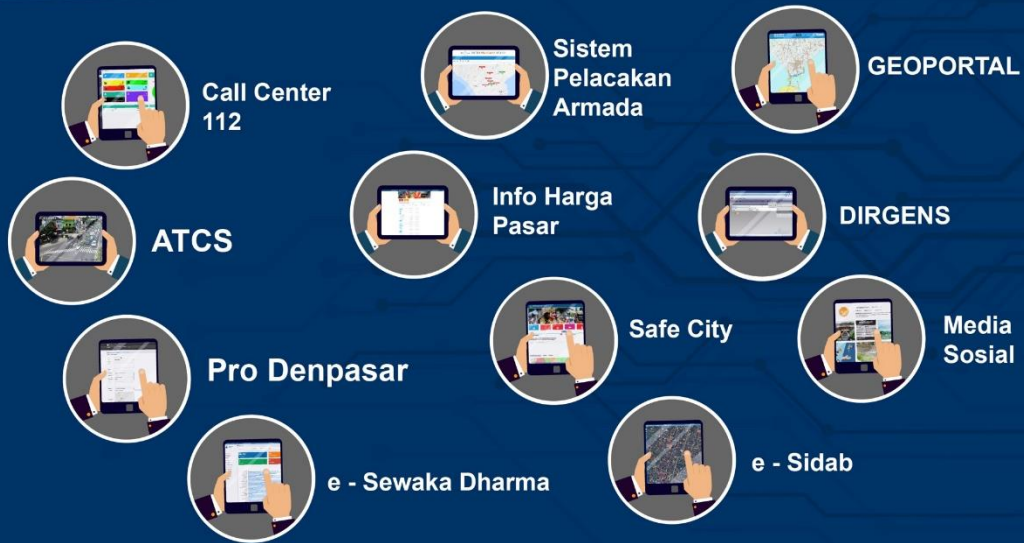 Call Center
112
Sistem
Pelacakan
Armada
GEOPORTAL
ATCS
Info Harga
Pasar
DIRGENS
Pro Denpasar
Safe City
Media
Sosial
e - Sewaka Dharma
e - Sidab